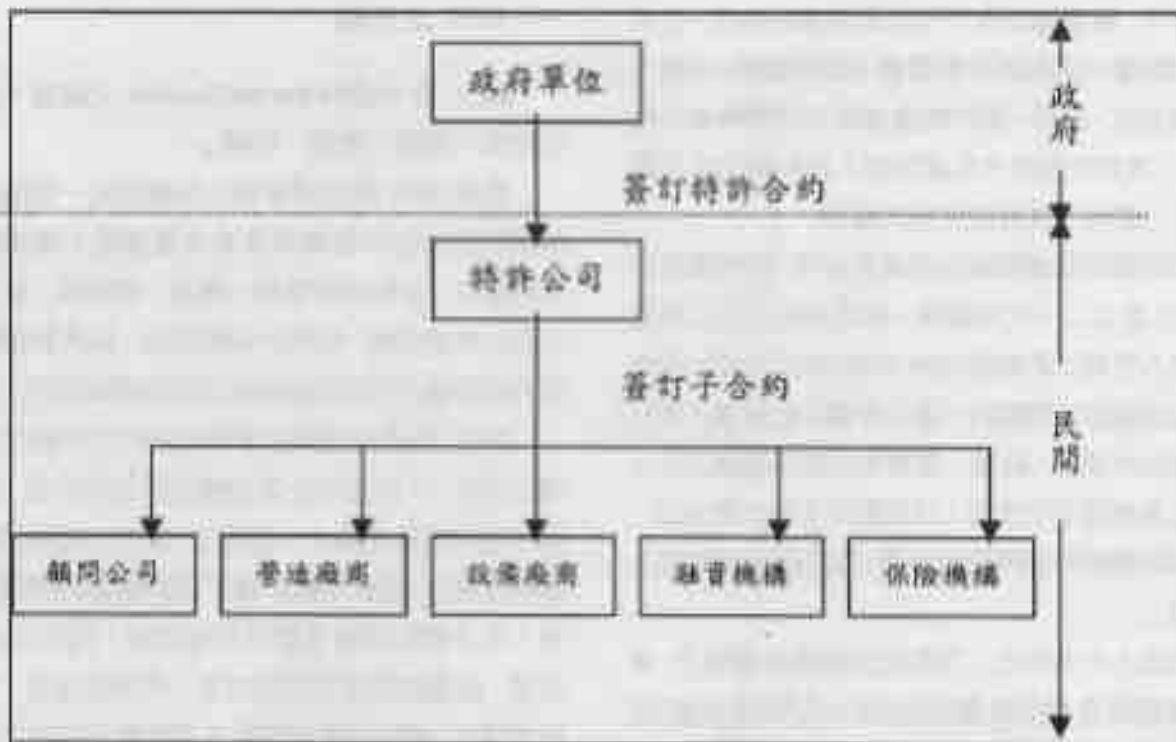 政府單位
政府
簽訂特許合約
特許公司
簽訂子合約
民間
顧問公司
營造廠商
設備廠商
融資機構
保險機構